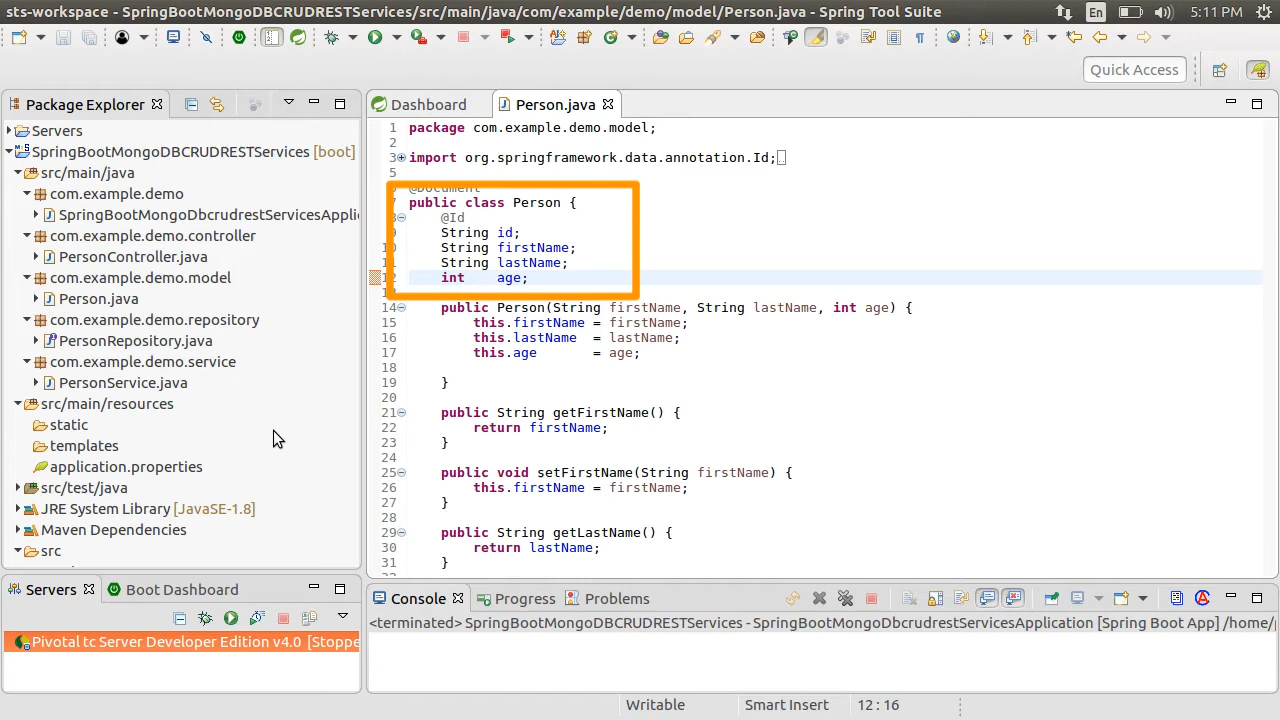 sts-workspace - SpringBootMongoDBCRUDRESTServices/src/main/java/com/example/demo/model/Person.java - Spring Tool Suite
En
5:11 PM
Quick Access
Package Explorer
Servers
SpringBootMongoDBCRUDRESTServices [boot]
src/main/java
com.example.demo
SpringBootMongoDbcrudrestServicesAppli
com.example.demo.controller
PersonController.java
com.example.demo.model
Person.java
com.example.demo.repository
PersonRepository.java
com.example.demo.service
PersonService.java
src/main/resources
static
templates
application.properties
src/test/java
JRE System Library [JavaSE-1.8]
Maven Dependencies
src
Dashboard
Person.java
1 package com.example.demo.model;
2
3 import org.springframework.data.annotation.Id;
5
@Document
7 public class Person {
8 @Id
9 String id;
10 String firstName;
11 String lastName;
12 int    age;
13
14 public Person(String firstName, String lastName, int age) {
15 this.firstName = firstName;
16 this.lastName  = lastName;
17 this.age       = age;
18
19 }
20
21 public String getFirstName() {
22 return firstName;
23 }
24
25 public void setFirstName(String firstName) {
26 this.firstName = firstName;
27 }
28
29 public String getLastName() {
30 return lastName;
31 }
Servers
Boot Dashboard
Pivotal tc Server Developer Edition v4.0 [Stoppe
Console
Progress
Problems
<terminated> SpringBootMongoDBCRUDRESTServices - SpringBootMongoDbcrudrestServicesApplication [Spring Boot App] /home/
Writable
Smart Insert
12 : 16